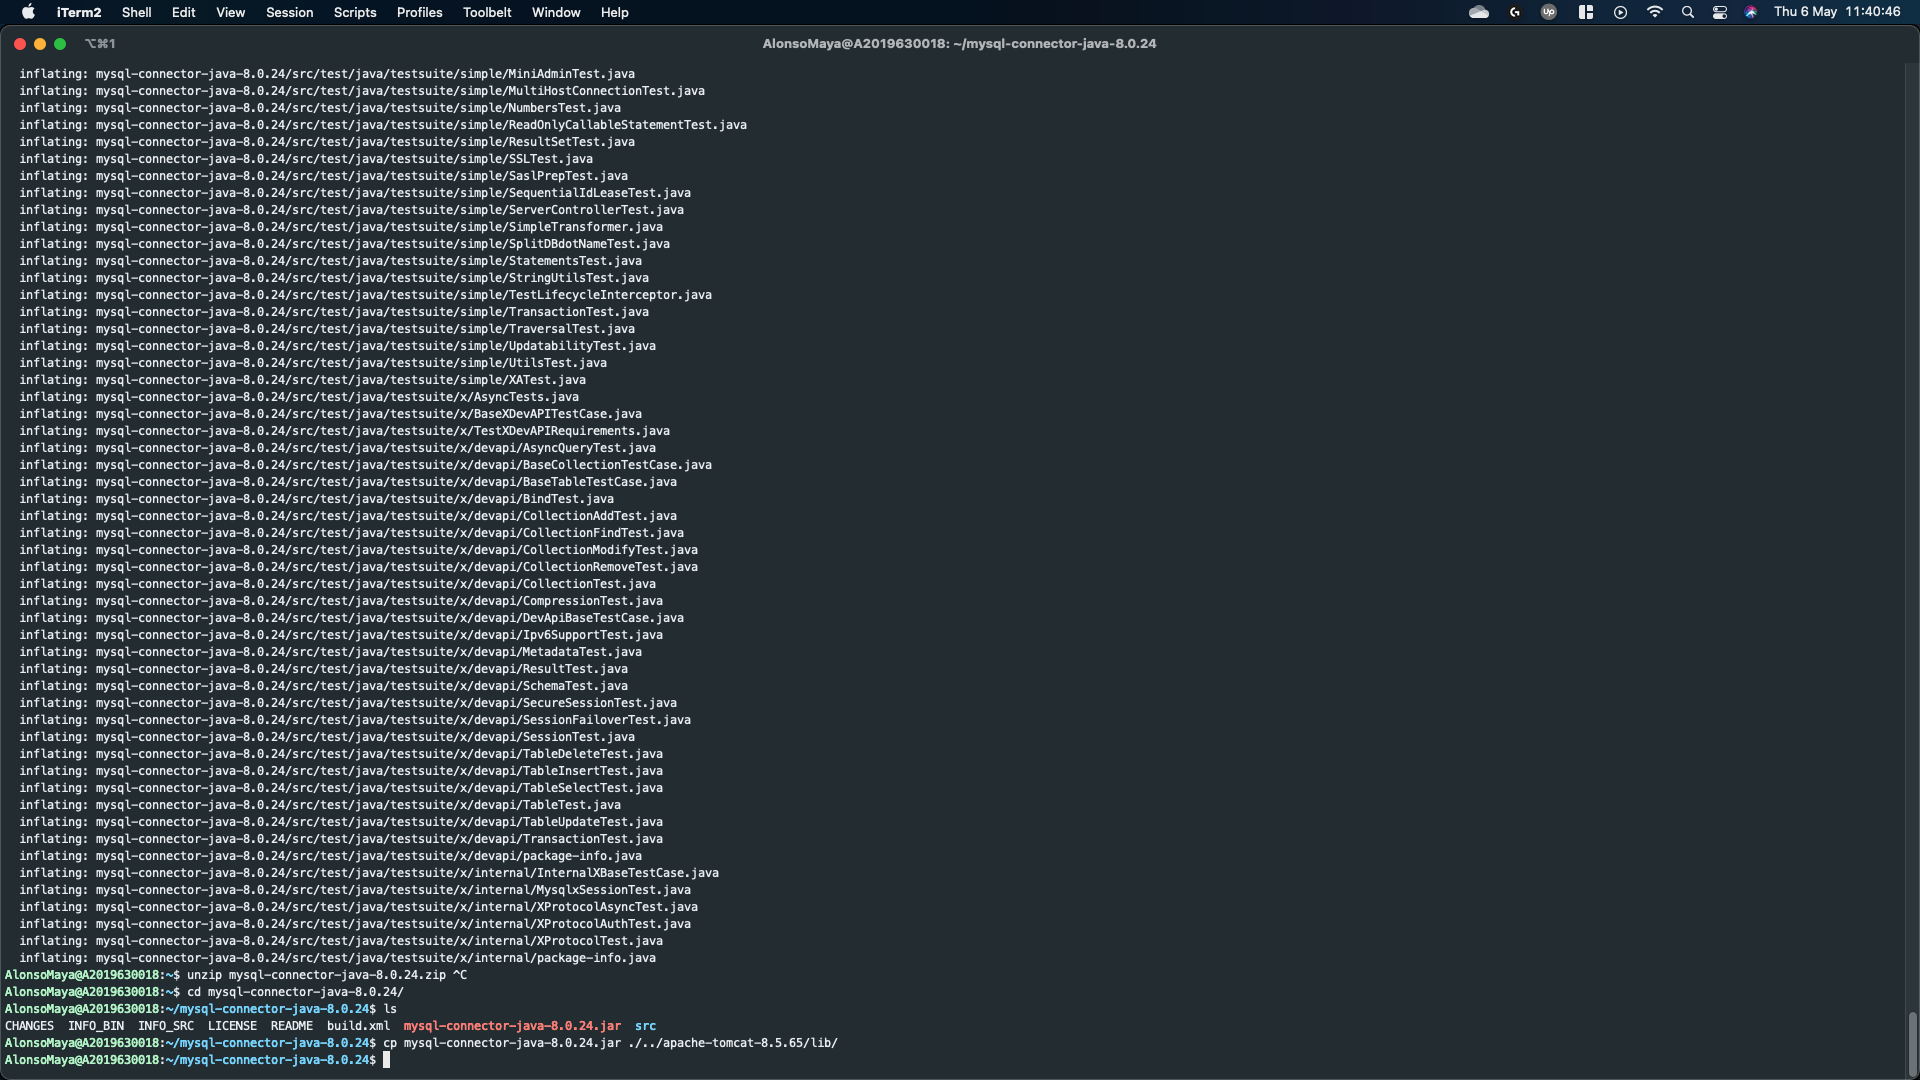 iTerm2 Shell Edit View Session Scripts Profiles Toolbelt Window Help Thu 6 May 11:40:46
⌥⌘1 AlonsoMaya@A2019630018: ~/mysql-connector-java-8.0.24
inflating: mysql-connector-java-8.0.24/src/test/java/testsuite/simple/MiniAdminTest.java
inflating: mysql-connector-java-8.0.24/src/test/java/testsuite/simple/MultiHostConnectionTest.java
inflating: mysql-connector-java-8.0.24/src/test/java/testsuite/simple/NumbersTest.java
inflating: mysql-connector-java-8.0.24/src/test/java/testsuite/simple/ReadOnlyCallableStatementTest.java
inflating: mysql-connector-java-8.0.24/src/test/java/testsuite/simple/ResultSetTest.java
inflating: mysql-connector-java-8.0.24/src/test/java/testsuite/simple/SSLTest.java
inflating: mysql-connector-java-8.0.24/src/test/java/testsuite/simple/SaslPrepTest.java
inflating: mysql-connector-java-8.0.24/src/test/java/testsuite/simple/SequentialIdLeaseTest.java
inflating: mysql-connector-java-8.0.24/src/test/java/testsuite/simple/ServerControllerTest.java
inflating: mysql-connector-java-8.0.24/src/test/java/testsuite/simple/SimpleTransformer.java
inflating: mysql-connector-java-8.0.24/src/test/java/testsuite/simple/SplitDBdotNameTest.java
inflating: mysql-connector-java-8.0.24/src/test/java/testsuite/simple/StatementsTest.java
inflating: mysql-connector-java-8.0.24/src/test/java/testsuite/simple/StringUtilsTest.java
inflating: mysql-connector-java-8.0.24/src/test/java/testsuite/simple/TestLifecycleInterceptor.java
inflating: mysql-connector-java-8.0.24/src/test/java/testsuite/simple/TransactionTest.java
inflating: mysql-connector-java-8.0.24/src/test/java/testsuite/simple/TraversalTest.java
inflating: mysql-connector-java-8.0.24/src/test/java/testsuite/simple/UpdatabilityTest.java
inflating: mysql-connector-java-8.0.24/src/test/java/testsuite/simple/UtilsTest.java
inflating: mysql-connector-java-8.0.24/src/test/java/testsuite/simple/XATest.java
inflating: mysql-connector-java-8.0.24/src/test/java/testsuite/x/AsyncTests.java
inflating: mysql-connector-java-8.0.24/src/test/java/testsuite/x/BaseXDevAPITestCase.java
inflating: mysql-connector-java-8.0.24/src/test/java/testsuite/x/TestXDevAPIRequirements.java
inflating: mysql-connector-java-8.0.24/src/test/java/testsuite/x/devapi/AsyncQueryTest.java
inflating: mysql-connector-java-8.0.24/src/test/java/testsuite/x/devapi/BaseCollectionTestCase.java
inflating: mysql-connector-java-8.0.24/src/test/java/testsuite/x/devapi/BaseTableTestCase.java
inflating: mysql-connector-java-8.0.24/src/test/java/testsuite/x/devapi/BindTest.java
inflating: mysql-connector-java-8.0.24/src/test/java/testsuite/x/devapi/CollectionAddTest.java
inflating: mysql-connector-java-8.0.24/src/test/java/testsuite/x/devapi/CollectionFindTest.java
inflating: mysql-connector-java-8.0.24/src/test/java/testsuite/x/devapi/CollectionModifyTest.java
inflating: mysql-connector-java-8.0.24/src/test/java/testsuite/x/devapi/CollectionRemoveTest.java
inflating: mysql-connector-java-8.0.24/src/test/java/testsuite/x/devapi/CollectionTest.java
inflating: mysql-connector-java-8.0.24/src/test/java/testsuite/x/devapi/CompressionTest.java
inflating: mysql-connector-java-8.0.24/src/test/java/testsuite/x/devapi/DevApiBaseTestCase.java
inflating: mysql-connector-java-8.0.24/src/test/java/testsuite/x/devapi/Ipv6SupportTest.java
inflating: mysql-connector-java-8.0.24/src/test/java/testsuite/x/devapi/MetadataTest.java
inflating: mysql-connector-java-8.0.24/src/test/java/testsuite/x/devapi/ResultTest.java
inflating: mysql-connector-java-8.0.24/src/test/java/testsuite/x/devapi/SchemaTest.java
inflating: mysql-connector-java-8.0.24/src/test/java/testsuite/x/devapi/SecureSessionTest.java
inflating: mysql-connector-java-8.0.24/src/test/java/testsuite/x/devapi/SessionFailoverTest.java
inflating: mysql-connector-java-8.0.24/src/test/java/testsuite/x/devapi/SessionTest.java
inflating: mysql-connector-java-8.0.24/src/test/java/testsuite/x/devapi/TableDeleteTest.java
inflating: mysql-connector-java-8.0.24/src/test/java/testsuite/x/devapi/TableInsertTest.java
inflating: mysql-connector-java-8.0.24/src/test/java/testsuite/x/devapi/TableSelectTest.java
inflating: mysql-connector-java-8.0.24/src/test/java/testsuite/x/devapi/TableTest.java
inflating: mysql-connector-java-8.0.24/src/test/java/testsuite/x/devapi/TableUpdateTest.java
inflating: mysql-connector-java-8.0.24/src/test/java/testsuite/x/devapi/TransactionTest.java
inflating: mysql-connector-java-8.0.24/src/test/java/testsuite/x/devapi/package-info.java
inflating: mysql-connector-java-8.0.24/src/test/java/testsuite/x/internal/InternalXBaseTestCase.java
inflating: mysql-connector-java-8.0.24/src/test/java/testsuite/x/internal/MysqlxSessionTest.java
inflating: mysql-connector-java-8.0.24/src/test/java/testsuite/x/internal/XProtocolAsyncTest.java
inflating: mysql-connector-java-8.0.24/src/test/java/testsuite/x/internal/XProtocolAuthTest.java
inflating: mysql-connector-java-8.0.24/src/test/java/testsuite/x/internal/XProtocolTest.java
inflating: mysql-connector-java-8.0.24/src/test/java/testsuite/x/internal/package-info.java
AlonsoMaya@A2019630018:~$ unzip mysql-connector-java-8.0.24.zip ^C
AlonsoMaya@A2019630018:~$ cd mysql-connector-java-8.0.24/
AlonsoMaya@A2019630018:~/mysql-connector-java-8.0.24$ ls
CHANGES INFO_BIN INFO_SRC LICENSE README build.xml mysql-connector-java-8.0.24.jar src
AlonsoMaya@A2019630018:~/mysql-connector-java-8.0.24$ cp mysql-connector-java-8.0.24.jar ./../apache-tomcat-8.5.65/lib/
AlonsoMaya@A2019630018:~/mysql-connector-java-8.0.24$